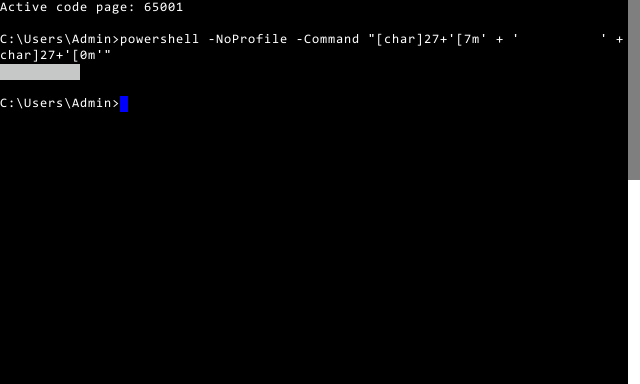 Active code page: 65001
C:\Users\Admin>powershell -NoProfile -Command "[char]27+'[7m' + '          ' +
char]27+'[0m'"
C:\Users\Admin>